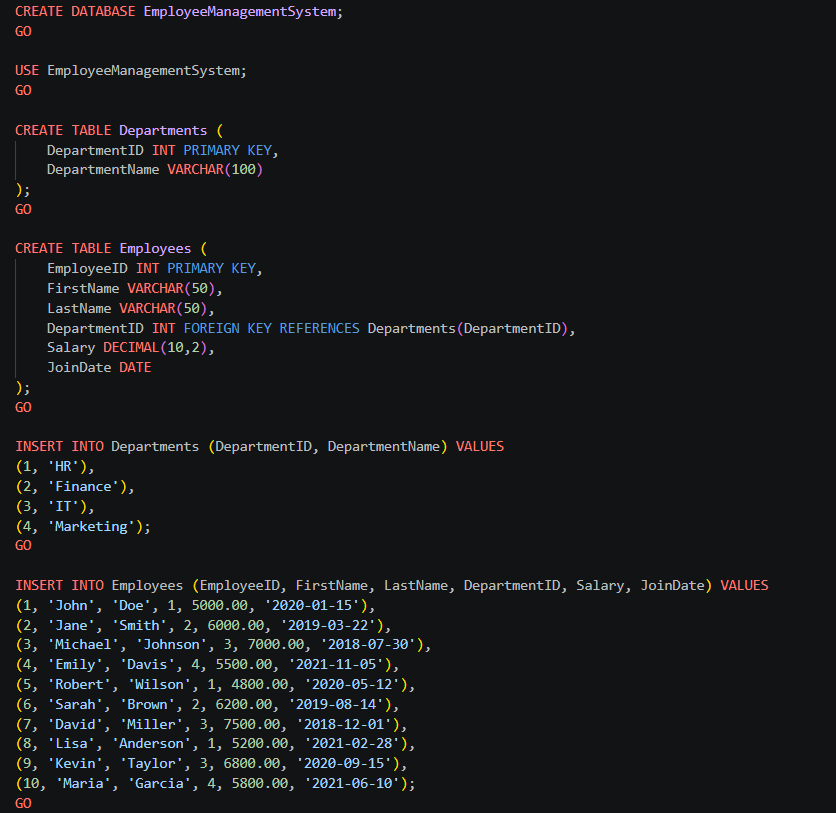 CREATE DATABASE EmployeeManagementSystem;
GO
USE EmployeeManagementSystem;
GO
CREATE TABLE Departments (
    DepartmentID INT PRIMARY KEY,
    DepartmentName VARCHAR(100)
);
GO
CREATE TABLE Employees (
    EmployeeID INT PRIMARY KEY,
    FirstName VARCHAR(50),
    LastName VARCHAR(50),
    DepartmentID INT FOREIGN KEY REFERENCES Departments(DepartmentID),
    Salary DECIMAL(10,2),
    JoinDate DATE
);
GO
INSERT INTO Departments (DepartmentID, DepartmentName) VALUES
(1, 'HR'),
(2, 'Finance'),
(3, 'IT'),
(4, 'Marketing');
GO
INSERT INTO Employees (EmployeeID, FirstName, LastName, DepartmentID, Salary, JoinDate) VALUES
(1, 'John', 'Doe', 1, 5000.00, '2020-01-15'),
(2, 'Jane', 'Smith', 2, 6000.00, '2019-03-22'),
(3, 'Michael', 'Johnson', 3, 7000.00, '2018-07-30'),
(4, 'Emily', 'Davis', 4, 5500.00, '2021-11-05'),
(5, 'Robert', 'Wilson', 1, 4800.00, '2020-05-12'),
(6, 'Sarah', 'Brown', 2, 6200.00, '2019-08-14'),
(7, 'David', 'Miller', 3, 7500.00, '2018-12-01'),
(8, 'Lisa', 'Anderson', 1, 5200.00, '2021-02-28'),
(9, 'Kevin', 'Taylor', 3, 6800.00, '2020-09-15'),
(10, 'Maria', 'Garcia', 4, 5800.00, '2021-06-10');
GO